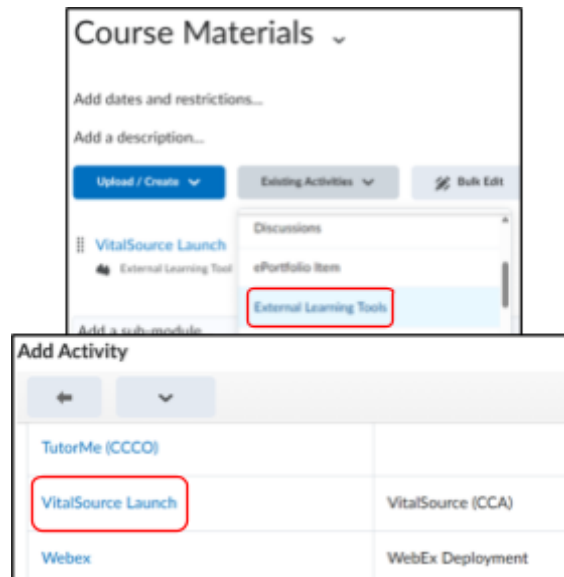 Course Materials
Add dates and restrictions...
Add a description...
Upload / Create
Existing Activities
Bulk Edit
Discussions
VitalSource Launch
External Learning Tool
ePortfolio Item
External Learning Tools
Add a sub-module
Add Activity
TutorMe (CCCO)
VitalSource Launch
VitalSource (CCA)
Webex
WebEx Deployment